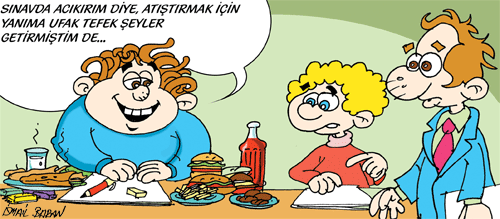 SINAVDA ACIKIRIM DİYE, ATIŞTIRMAK İÇİN
YANIMA UFAK TEFEK ŞEYLER
GETİRMİŞTİM DE...